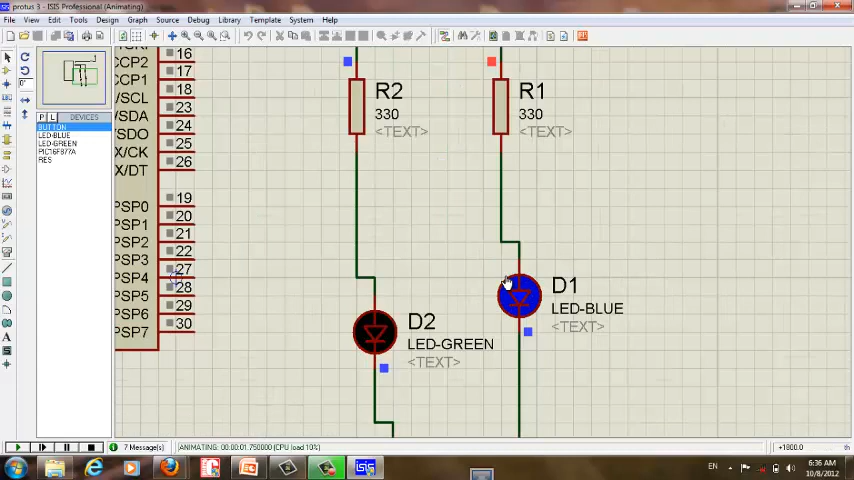 protus 3 - ISIS Professional (Animating)
File View Edit Tools Design Graph Source Debug Library Template System Help
P L DEVICES
BUTTON
LED-BLUE
LED-GREEN
PIC16F877A
RES
16
CCP2 17
CCP1 18
/SCL 23
/SDA 24
/SDO 25
X/CK 26
X/DT
PSP0 19
PSP1 20
PSP2 21
PSP3 22
PSP4 27
PSP5 28
PSP6 29
PSP7 30
R2
330
<TEXT>
R1
330
<TEXT>
D1
LED-BLUE
<TEXT>
D2
LED-GREEN
<TEXT>
7 Message(s)
ANIMATING: 00:00:01.750000 (CPU load 10%)
+1800.0
EN
6:36 AM
10/8/2012